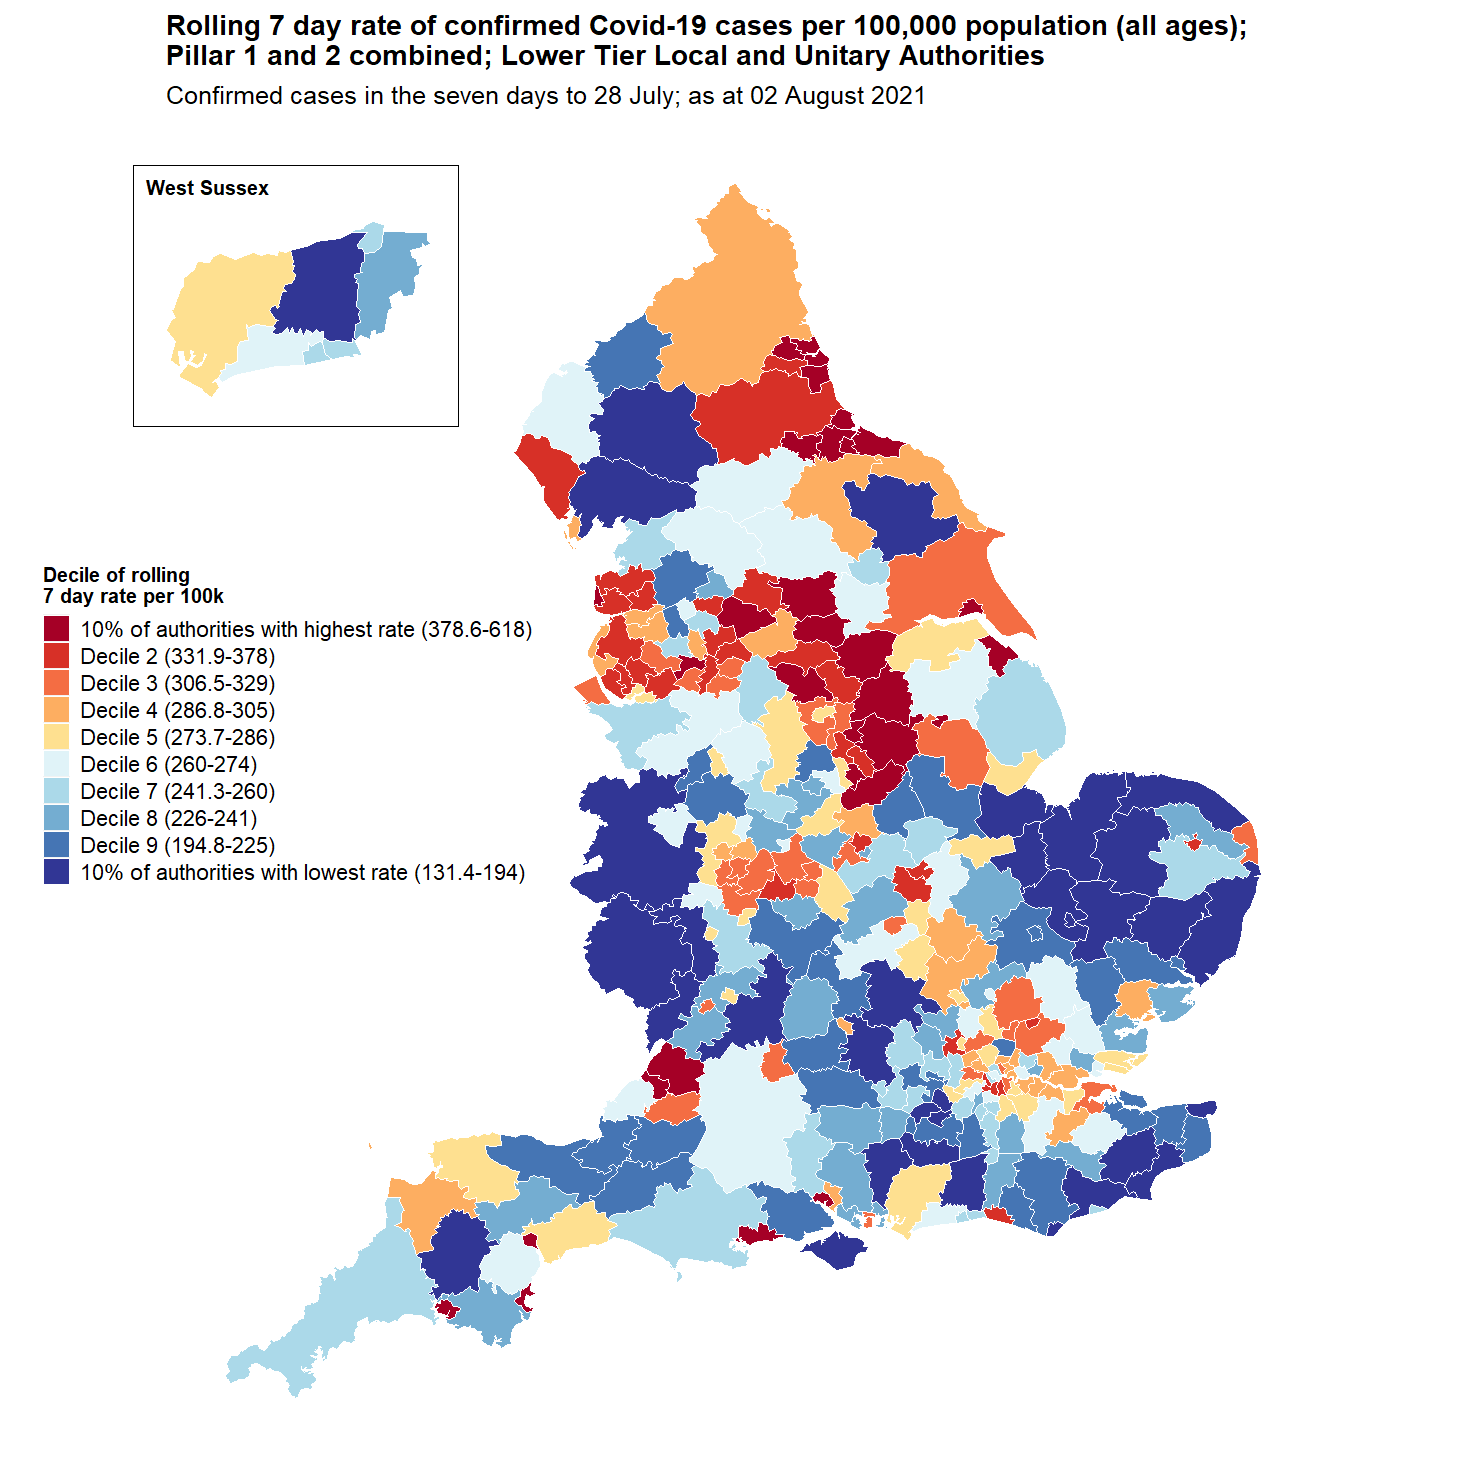 Rolling 7 day rate of confirmed Covid-19 cases per 100,000 population (all ages);
Pillar 1 and 2 combined; Lower Tier Local and Unitary Authorities
Confirmed cases in the seven days to 28 July; as at 02 August 2021
West Sussex
Decile of rolling
7 day rate per 100k
10% of authorities with highest rate (378.6-618)
Decile 2 (331.9-378)
Decile 3 (306.5-329)
Decile 4 (286.8-305)
Decile 5 (273.7-286)
Decile 6 (260-274)
Decile 7 (241.3-260)
Decile 8 (226-241)
Decile 9 (194.8-225)
10% of authorities with lowest rate (131.4-194)